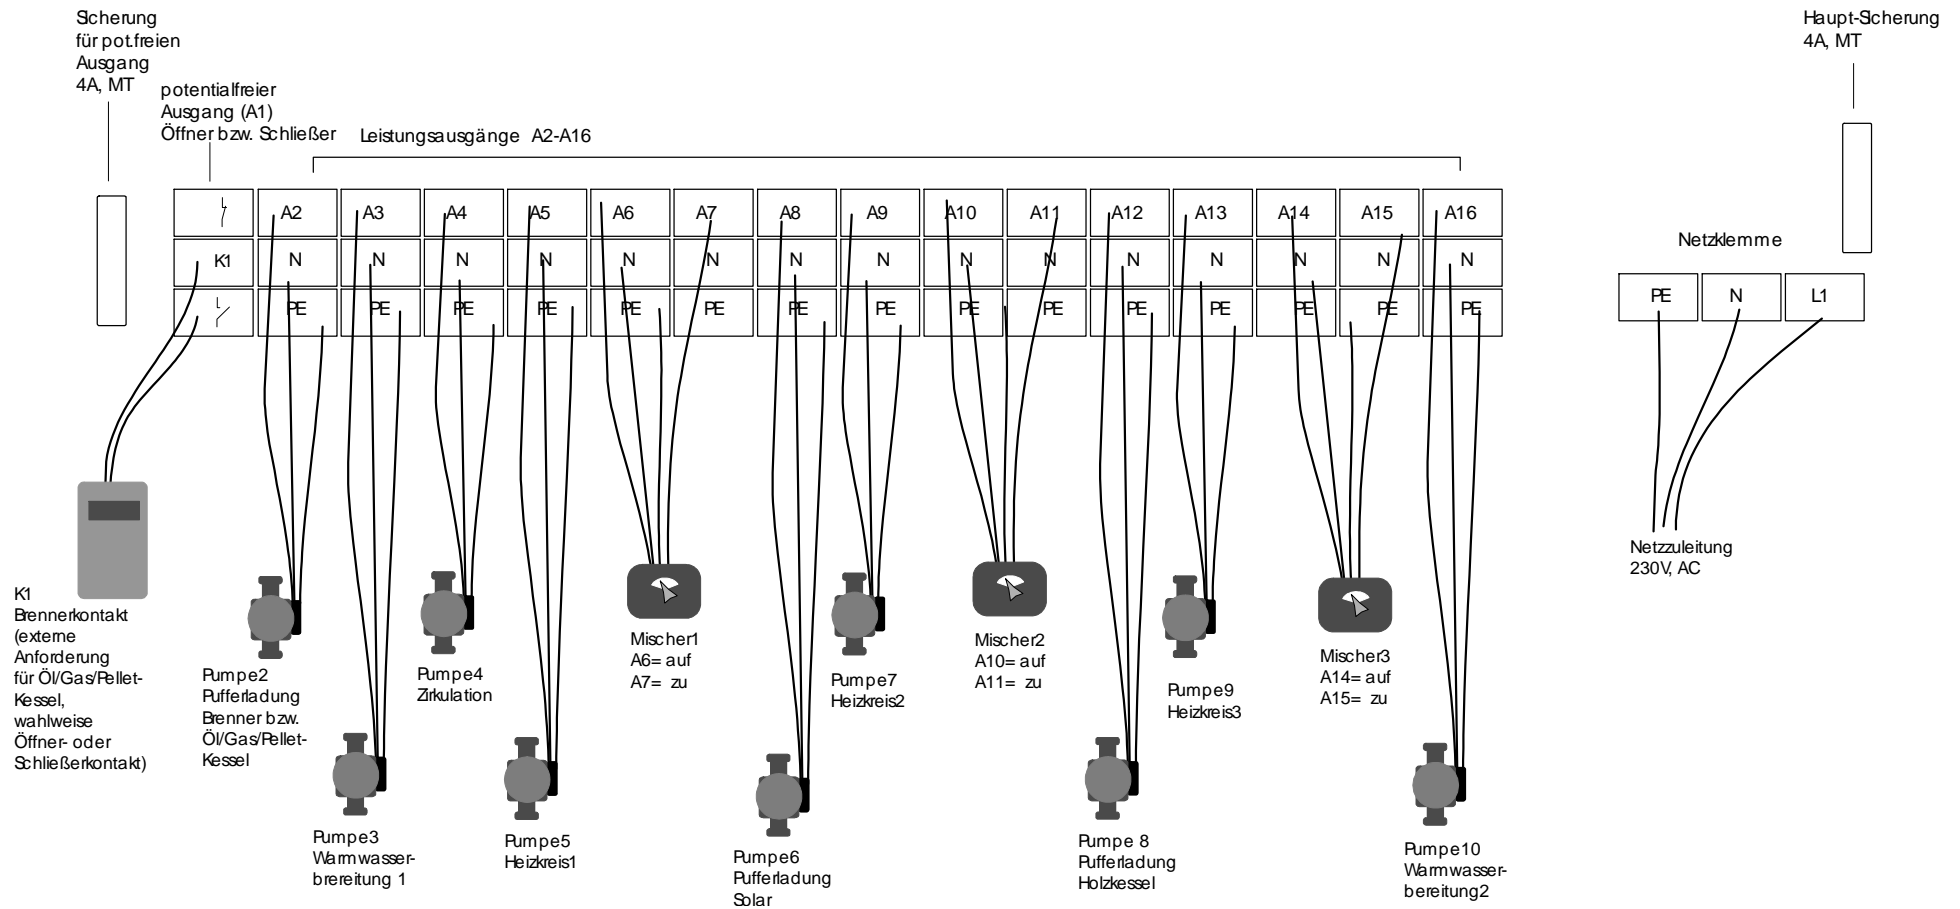 Sicherung
für pot.freien
Ausgang
4A, MT
potentialfreier
Ausgang (A1)
Öffner bzw. Schließer
Leistungsausgänge A2-A16
Haupt-Sicherung
4A, MT
A2 A3 A4 A5 A6 A7 A8 A9 A10 A11 A12 A13 A14 A15 A16
K1 N N N N N N N N N N N N N N N
PE PE PE PE PE PE PE PE PE PE PE PE PE PE PE
Netzklemme
PE N L1
Netzzuleitung
230V, AC
K1
Brennerkontakt
(externe
Anforderung
für Öl/Gas/Pellet-
Kessel,
wahlweise
Öffner- oder
Schließerkontakt)
Pumpe2
Pufferladung
Brenner bzw.
Öl/Gas/Pellet-
Kessel
Pumpe3
Warmwasser-
brereitung 1
Pumpe4
Zirkulation
Pumpe5
Heizkreis1
Mischer1
A6= auf
A7= zu
Pumpe6
Pufferladung
Solar
Pumpe7
Heizkreis2
Mischer2
A10= auf
A11= zu
Pumpe 8
Pufferladung
Holzkessel
Pumpe9
Heizkreis3
Mischer3
A14= auf
A15= zu
Pumpe10
Warmwasser-
bereitung2